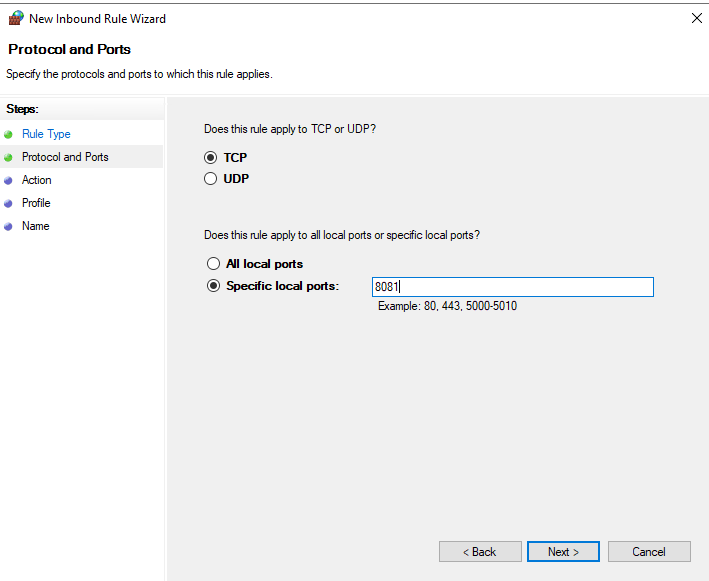 New Inbound Rule Wizard
Protocol and Ports
Specify the protocols and ports to which this rule applies.
Steps:
Rule Type
Protocol and Ports
Action
Profile
Name
Does this rule apply to TCP or UDP?
TCP
UDP
Does this rule apply to all local ports or specific local ports?
All local ports
Specific local ports:
8081
Example: 80, 443, 5000-5010
< Back
Next >
Cancel